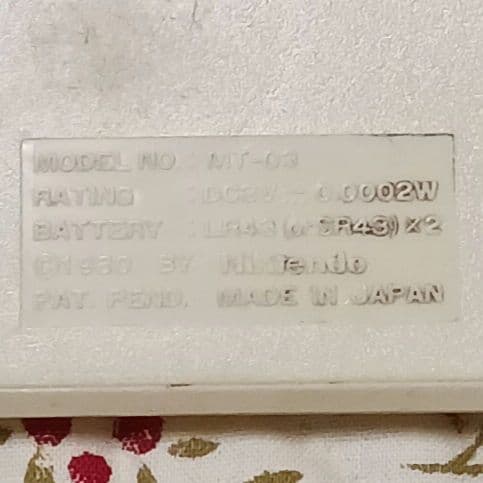 MODEL NO. : MT-03
RATING : DC3V - 0.0002W
BATTERY : LR43 (or SR43) × 2
© 1980 BY Nintendo
PAT. PEND. MADE IN JAPAN